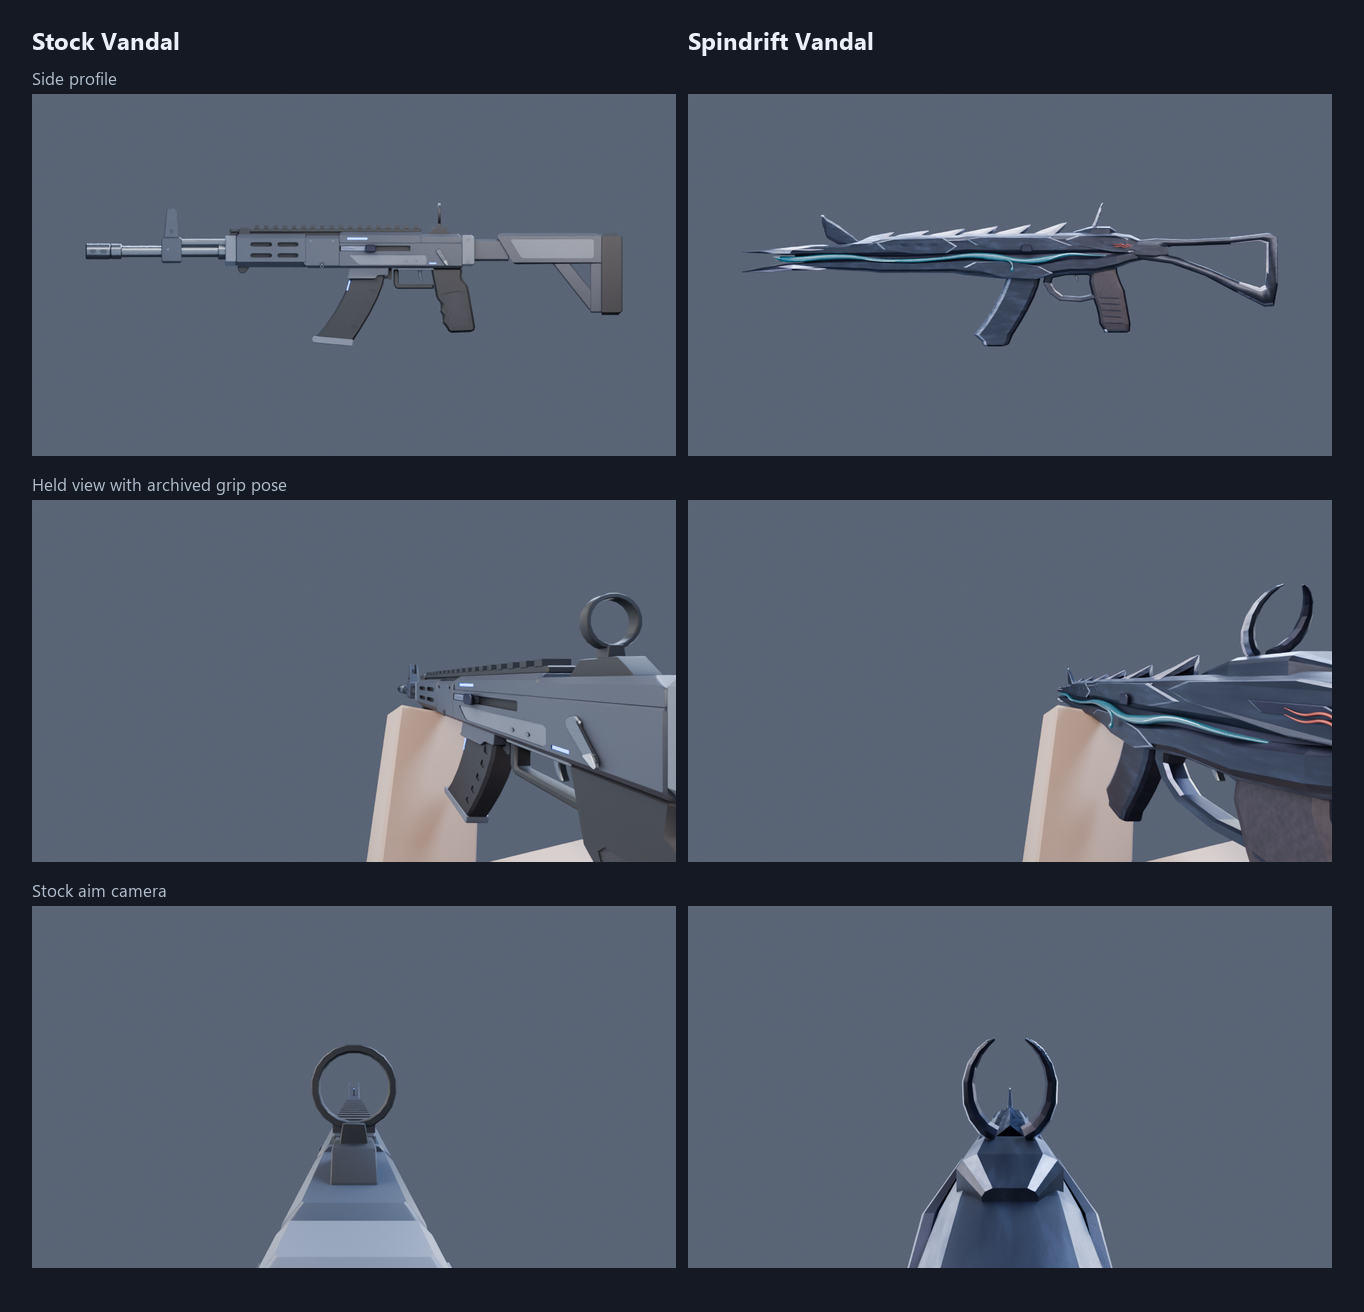 Stock Vandal
Spindrift Vandal
Side profile
Held view with archived grip pose
Stock aim camera